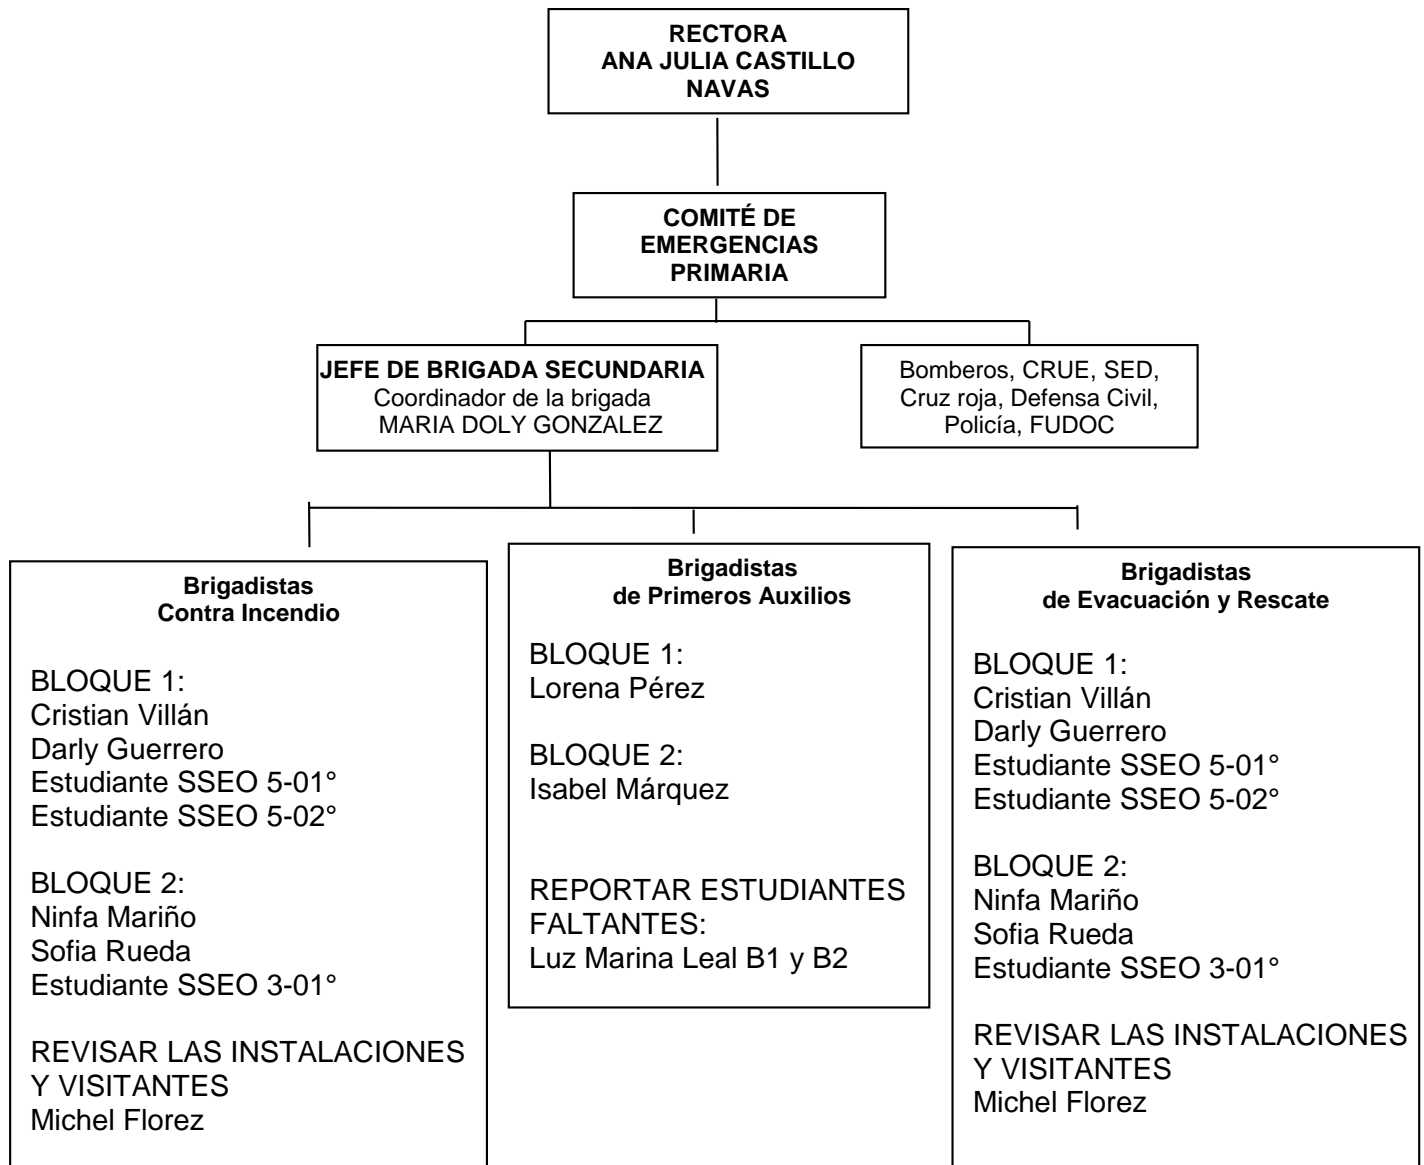 RECTORA
ANA JULIA CASTILLO
NAVAS
COMITÉ DE
EMERGENCIAS
PRIMARIA
JEFE DE BRIGADA SECUNDARIA
Coordinador de la brigada
MARIA DOLY GONZALEZ
Bomberos, CRUE, SED,
Cruz roja, Defensa Civil,
Policía, FUDOC
Brigadistas
Contra Incendio
BLOQUE 1:
Cristian Villán
Darly Guerrero
Estudiante SSEO 5-01°
Estudiante SSEO 5-02°
BLOQUE 2:
Ninfa Mariño
Sofia Rueda
Estudiante SSEO 3-01°
REVISAR LAS INSTALACIONES
Y VISITANTES
Michel Florez
Brigadistas
de Primeros Auxilios
BLOQUE 1:
Lorena Pérez
BLOQUE 2:
Isabel Márquez
REPORTAR ESTUDIANTES
FALTANTES:
Luz Marina Leal B1 y B2
Brigadistas
de Evacuación y Rescate
BLOQUE 1:
Cristian Villán
Darly Guerrero
Estudiante SSEO 5-01°
Estudiante SSEO 5-02°
BLOQUE 2:
Ninfa Mariño
Sofia Rueda
Estudiante SSEO 3-01°
REVISAR LAS INSTALACIONES
Y VISITANTES
Michel Florez